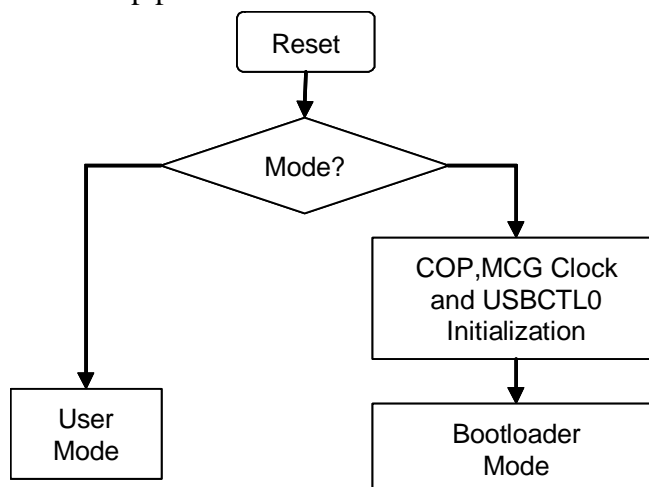 Reset
Mode?
COP,MCG Clock
and USBCTL0
Initialization
User
Mode
Bootloader
Mode